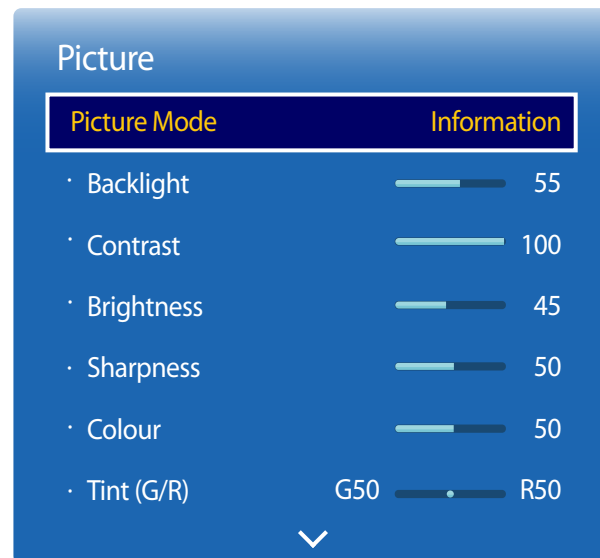 Picture
Picture Mode Information
· Backlight 55
· Contrast 100
· Brightness 45
· Sharpness 50
· Colour 50
· Tint (G/R) G50 R50